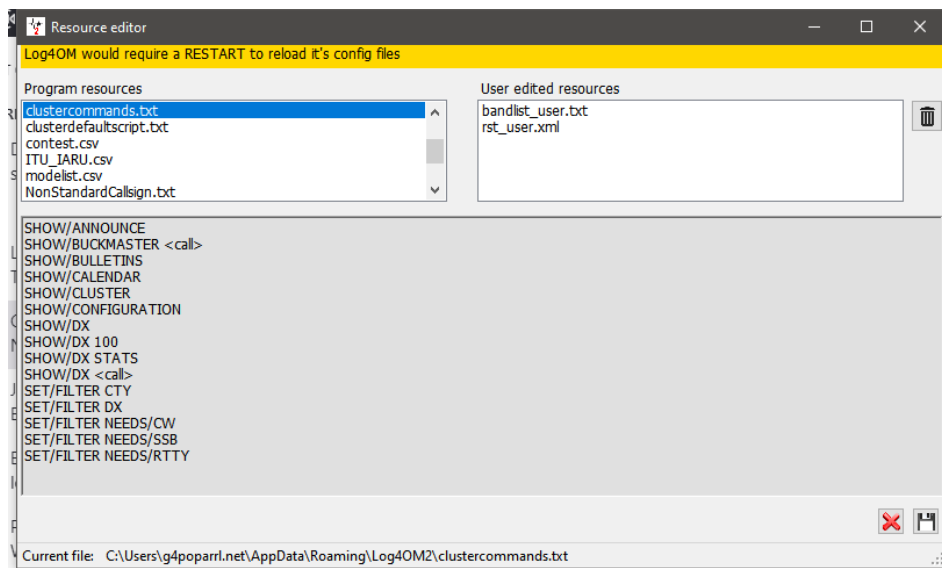 Resource editor
Log4OM would require a RESTART to reload it's config files
Program resources
clustercommands.txt
clusterdefaultscript.txt
contest.csv
ITU_IARU.csv
modelist.csv
NonStandardCallsign.txt
User edited resources
bandlist_user.txt
rst_user.xml
SHOW/ANNOUNCE
SHOW/BUCKMASTER <call>
SHOW/BULLETINS
SHOW/CALENDAR
SHOW/CLUSTER
SHOW/CONFIGURATION
SHOW/DX
SHOW/DX 100
SHOW/DX STATS
SHOW/DX <call>
SET/FILTER CTY
SET/FILTER DX
SET/FILTER NEEDS/CW
SET/FILTER NEEDS/SSB
SET/FILTER NEEDS/RTTY
Current file: C:\Users\g4poparrl.net\AppData\Roaming\Log4OM2\clustercommands.txt